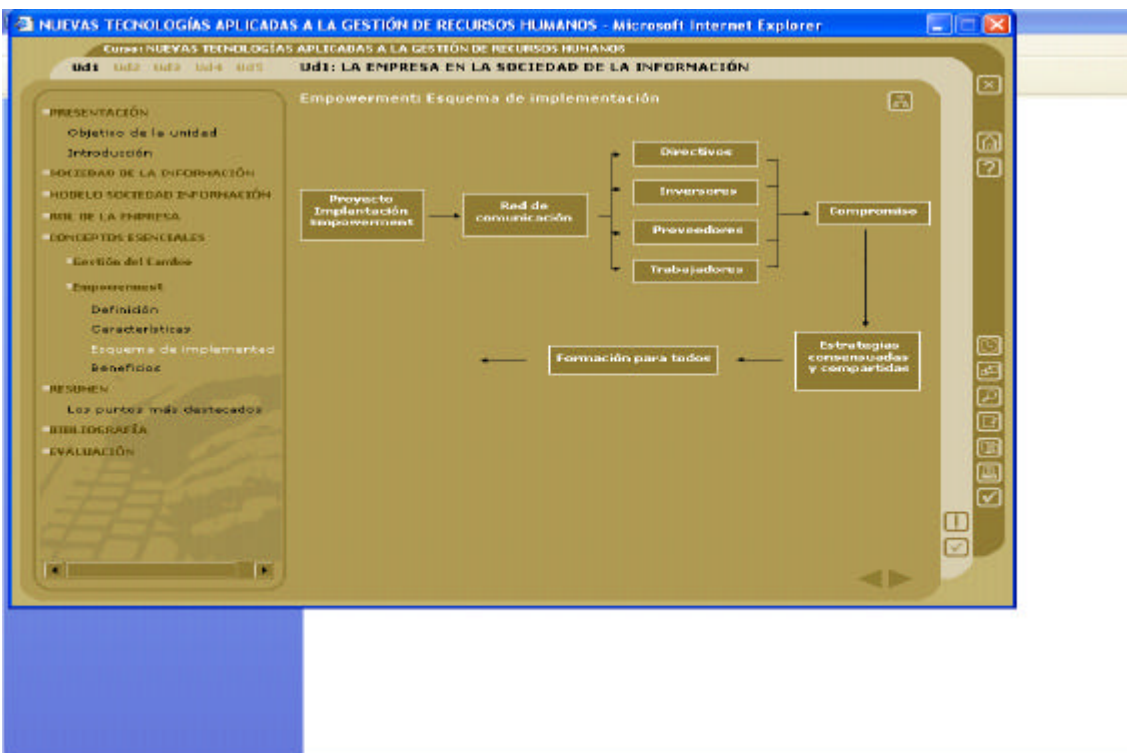 NUEVAS TECNOLOGÍAS APLICADAS A LA GESTIÓN DE RECURSOS HUMANOS - Microsoft Internet Explorer
Curso: NUEVAS TECNOLOGÍAS APLICADAS A LA GESTIÓN DE RECURSOS HUMANOS
Ud1 Ud2 Ud3 Ud4 Ud5
Ud1: LA EMPRESA EN LA SOCIEDAD DE LA INFORMACIÓN
PRESENTACIÓN
Objetivo de la unidad
Introducción
SOCIEDAD DE LA INFORMACIÓN
MODELO SOCIEDAD INFORMACIÓN
ROL DE LA EMPRESA
CONCEPTOS ESENCIALES
Gestión del Cambio
Empowerment
Definición
Características
Esquema de implementac
Beneficios
RESUMEN
Los puntos más destacados
BIBLIOGRAFÍA
EVALUACIÓN
Empowerment: Esquema de implementación
Proyecto
Implantación
Empowerment
Red de
comunicación
Directivos
Inversores
Proveedores
Trabajadores
Compromiso
Estrategias
consensuadas
y compartidas
Formación para todos